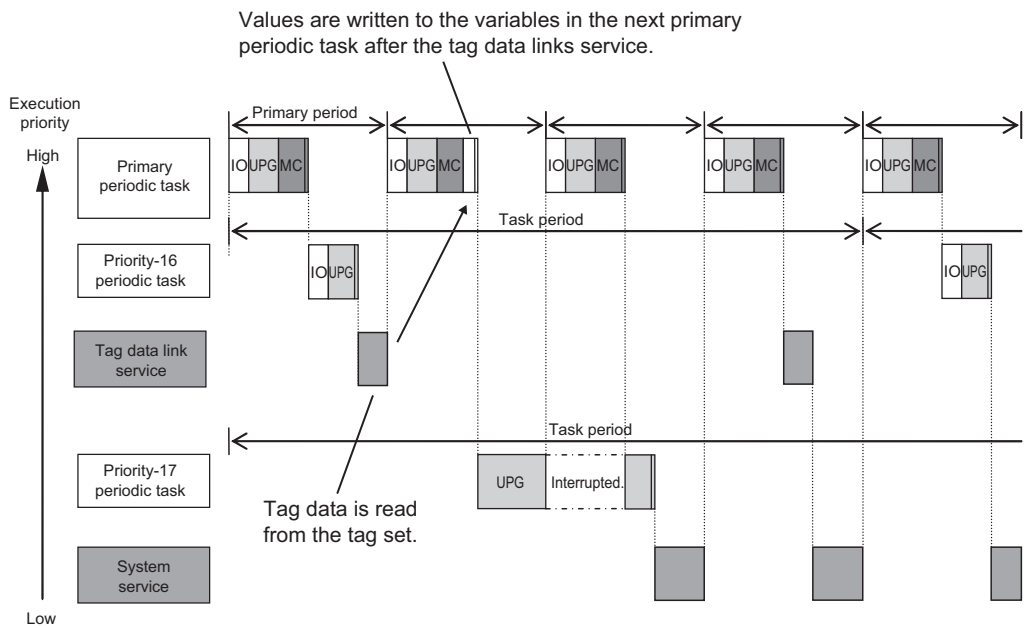 Values are written to the variables in the next primary
periodic task after the tag data links service.
Execution
priority
High
Primary period
Primary
periodic task
IO UPG MC
IO UPG MC
IO UPG MC
IO UPG MC
IO UPG MC
Task period
Priority-16
periodic task
IO UPG
IO UPG
Tag data link
service
Task period
Priority-17
periodic task
UPG
Interrupted.
Tag data is read
from the tag set.
System
service
Low